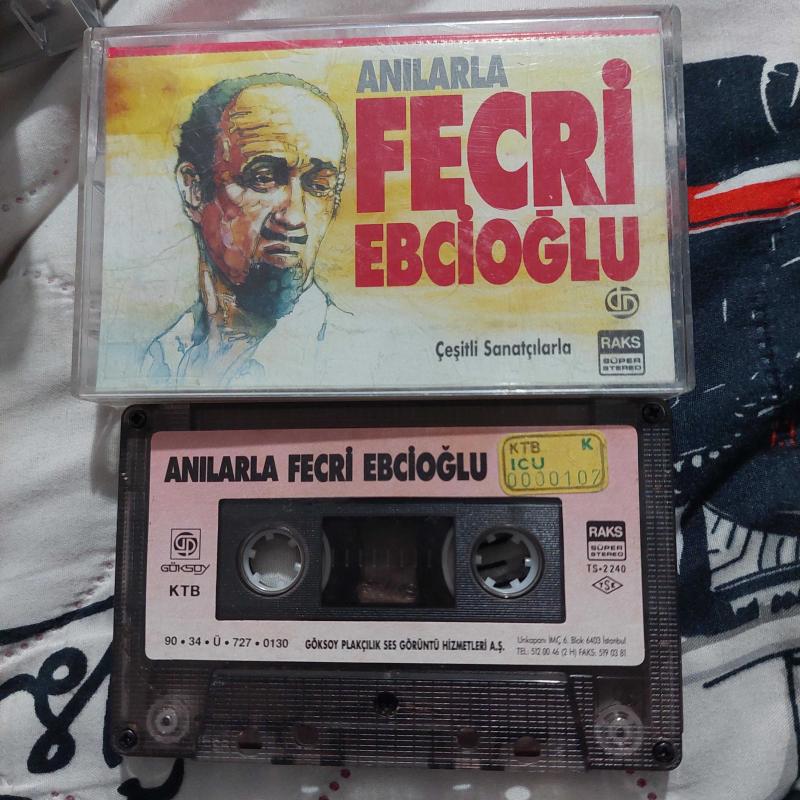 ANILARLA
FECRİ
EBCİOĞLU
Çeşitli Sanatçılarla
RAKS
SÜPER
STEREO
ANILARLA FECRİ EBCİOĞLU
KTB K
ICU
0000107
GÖKSOY
KTB
RAKS
SÜPER
STEREO
TS•2240
TSE
90 • 34 • Ü • 727 • 0130
GÖKSOY PLAKÇILIK SES GÖRÜNTÜ HİZMETLERİ A.Ş.
Unkapanı İMÇ, 6. Blok 6403 İstanbul
TEL: 512 00 46 (2 H) FAKS: 519 03 81